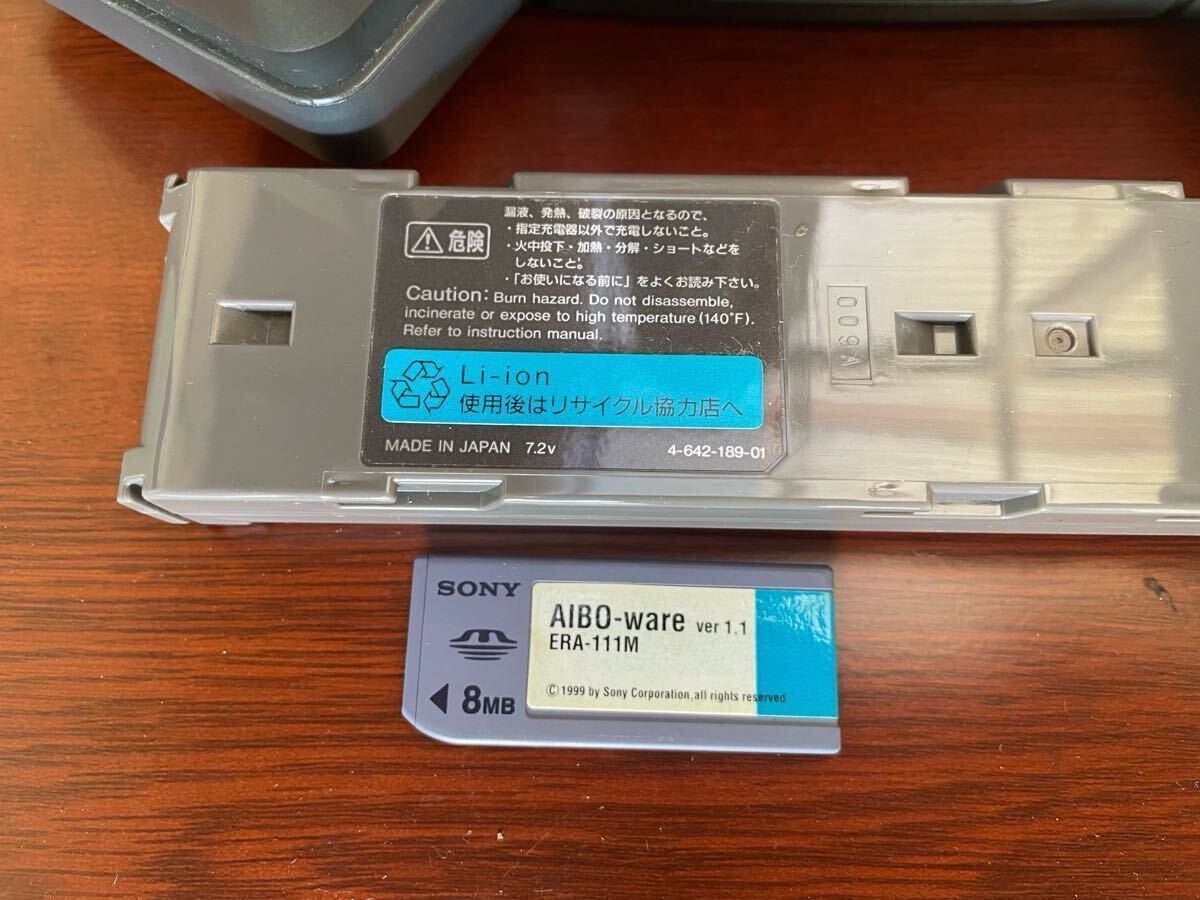 危険
漏液、発熱、破裂の原因となるので、
・指定充電器以外で充電しないこと。
・火中投下・加熱・分解・ショートなどを
しないこと。
・「お使いになる前に」をよくお読み下さい。
Caution: Burn hazard. Do not disassemble,
incinerate or expose to high temperature (140°F).
Refer to instruction manual.
Li-ion
使用後はリサイクル協力店へ
MADE IN JAPAN 7.2v 4-642-189-01
SONY
8MB
AIBO-ware ver 1.1
ERA-111M
©1999 by Sony Corporation,all rights reserved